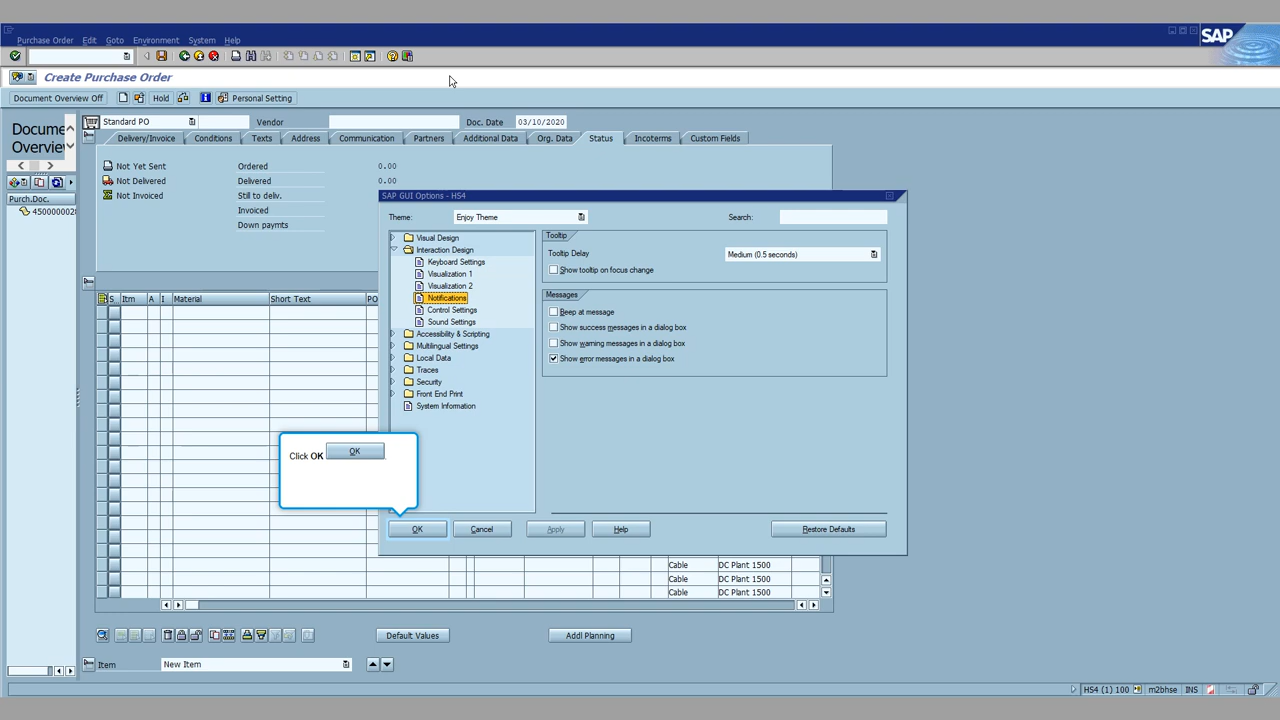 Purchase Order Edit Goto Environment System Help
SAP
Create Purchase Order
Document Overview Off Hold Personal Setting
Docume
Overview
Purch.Doc.
450000002
Standard PO Vendor Doc. Date 03/10/2020
Delivery/Invoice Conditions Texts Address Communication Partners Additional Data Org. Data Status Incoterms Custom Fields
Not Yet Sent Ordered 0.00
Not Delivered Delivered 0.00
Not Invoiced Still to deliv.
Invoiced
Down paymts
S_ Itm A I Material Short Text PO
SAP GUI Options - HS4
Theme: Enjoy Theme Search:
Visual Design
Interaction Design
Keyboard Settings
Visualization 1
Visualization 2
Notifications
Control Settings
Sound Settings
Accessibility & Scripting
Multilingual Settings
Local Data
Traces
Security
Front End Print
System Information
Tooltip
Tooltip Delay Medium (0.5 seconds)
Show tooltip on focus change
Messages
Beep at message
Show success messages in a dialog box
Show warning messages in a dialog box
Show error messages in a dialog box
Click OK OK
OK Cancel Apply Help Restore Defaults
Cable DC Plant 1500
Cable DC Plant 1500
Cable DC Plant 1500
Default Values Addl Planning
Item New Item
HS4 (1) 100 m2bhse INS